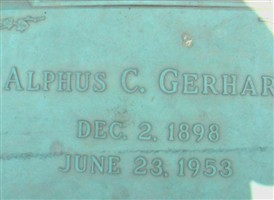 ALPHUS C. GERHAR
DEC. 2, 1898
JUNE 23, 1953